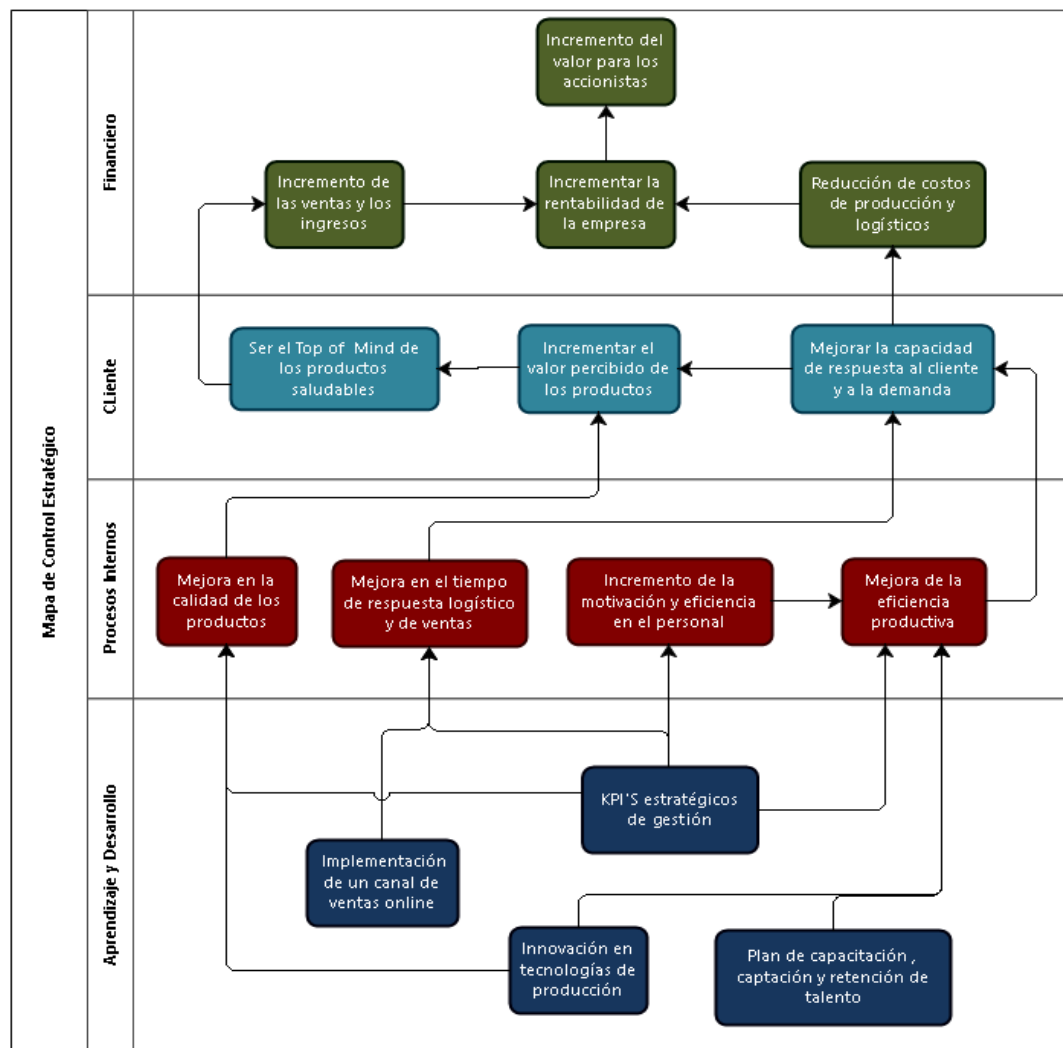 Mapa de Control Estratégico
Financiero
Incremento del
valor para los
accionistas
Incremento de
las ventas y los
ingresos
Incrementar la
rentabilidad de
la empresa
Reducción de costos
de producción y
logísticos
CLiente
Ser el Top of Mind de
los productos
saludables
Incrementar el
valor percibido de
los productos
Mejorar la capacidad
de respuesta al cliente
y a la demanda
Procesos Internos
Mejora en la
calidad de los
productos
Mejora en el tiempo
de respuesta logístico
y de ventas
Incremento de la
motivación y eficiencia
en el personal
Mejora de la
eficiencia
productiva
Aprendizaje y Desarrollo
KPI'S estratégicos
de gestión
Implementación
de un canal de
ventas online
Innovación en
tecnologías de
producción
Plan de capacitación ,
captación y retención de
talento